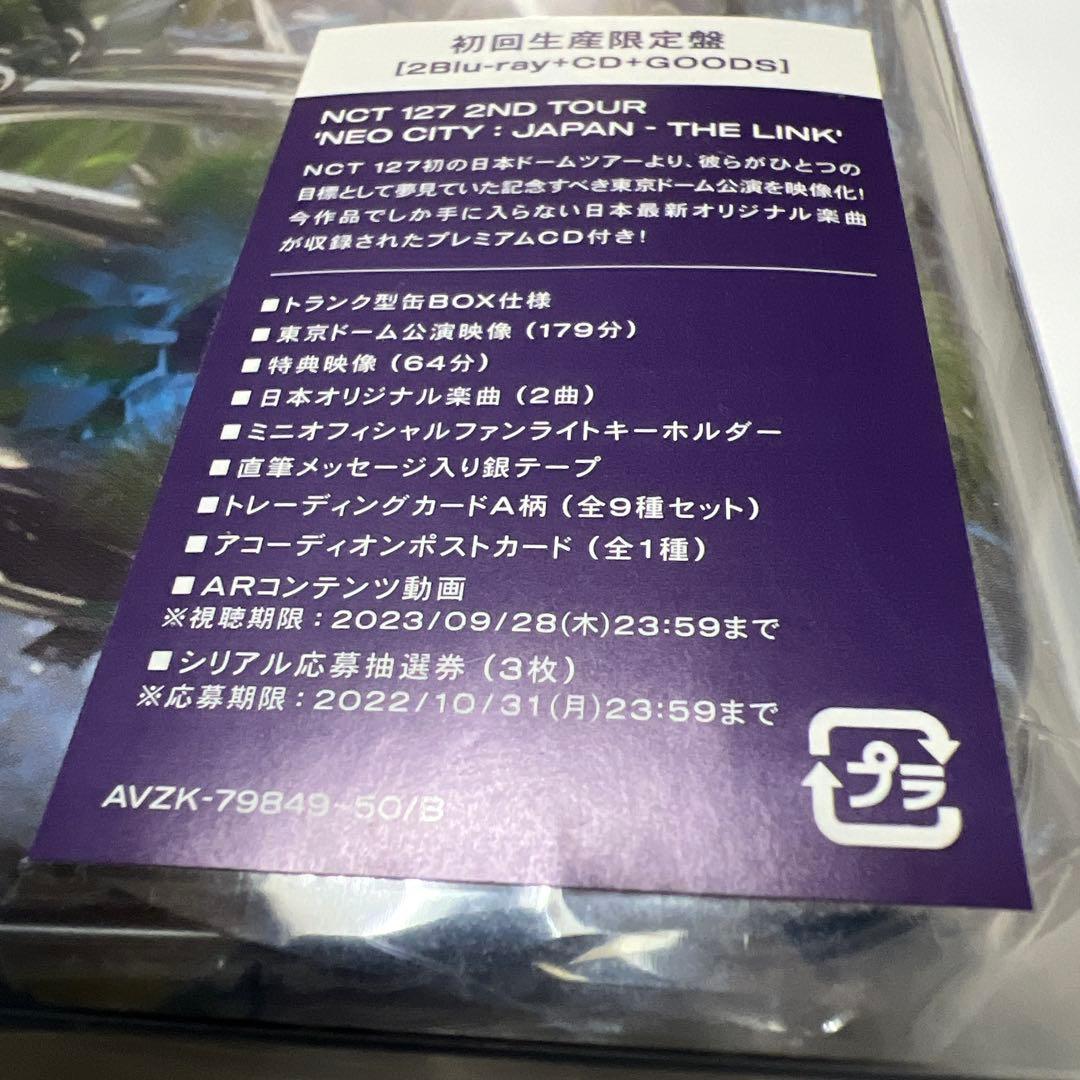 初回生産限定盤
[2Blu-ray+CD+GOODS]
NCT 127 2ND TOUR
'NEO CITY : JAPAN - THE LINK'
NCT 127初の日本ドームツアーより、彼らがひとつの
目標として夢見ていた記念すべき東京ドーム公演を映像化!
今作品でしか手に入らない日本最新オリジナル楽曲
が収録されたプレミアムCD付き!
■トランク型缶BOX仕様
■東京ドーム公演映像（179分）
■特典映像（64分）
■日本オリジナル楽曲（2曲）
■ミニオフィシャルファンライトキーホルダー
■直筆メッセージ入り銀テープ
■トレーディングカードA柄（全9種セット）
■アコーディオンポストカード（全1種）
■ARコンテンツ動画
※視聴期限：2023/09/28(木)23:59まで
■シリアル応募抽選券（3枚）
※応募期限：2022/10/31(月)23:59まで
プラ
AVZK-79849~50/B